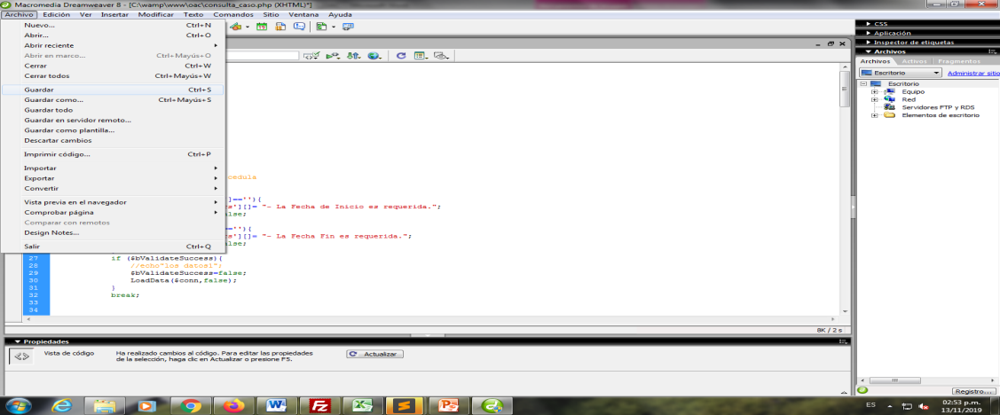 Macromedia Dreamweaver 8 - [C:\wamp\www\oac\consulta_caso.php (XHTML)*]
Archivo Edición Ver Insertar Modificar Texto Comandos Sitio Ventana Ayuda
Nuevo... Ctrl+N
Abrir... Ctrl+O
Abrir reciente
Abrir en marco... Ctrl+Mayús+O
Cerrar Ctrl+W
Cerrar todos Ctrl+Mayús+W
Guardar Ctrl+S
Guardar como... Ctrl+Mayús+S
Guardar todo
Guardar en servidor remoto...
Guardar como plantilla...
Descartar cambios
Imprimir código... Ctrl+P
Importar
Exportar
Convertir
Vista previa en el navegador
Comprobar página
Comparar con remotos
Design Notes...
Salir Ctrl+Q
cedula
]==''){
s'][]= "- La Fecha de Inicio es requerida.";
alse;
==''){
s'][]= "- La Fecha Fin es requerida.";
alse;
27 if ($bValidateSuccess){
28 //echo"los datos1";
29 $bValidateSuccess=false;
30 LoadData($conn,false);
31 }
32 break;
33
34
8K / 2 s
Propiedades
Vista de código
Ha realizado cambios al código. Para editar las propiedades
de la selección, haga clic en Actualizar o presione F5.
Actualizar
CSS
Aplicación
Inspector de etiquetas
Archivos
Archivos Activos Fragmentos
Escritorio Administrar sitio
Escritorio
Equipo
Red
Servidores FTP y RDS
Elementos de escritorio
Registro...
ES
02:53 p.m.
13/11/2019